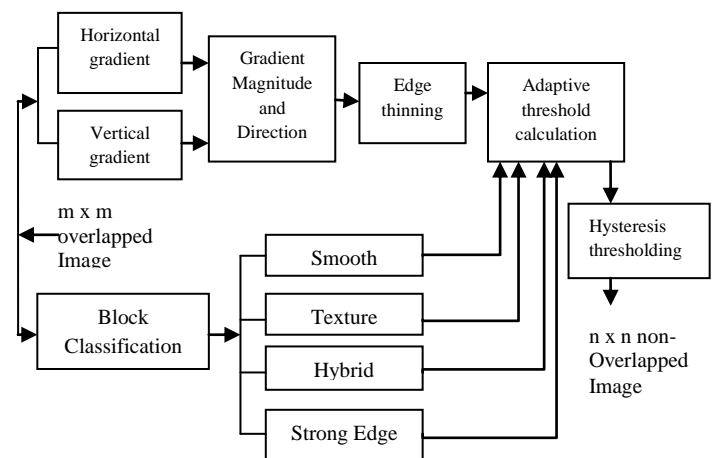 Horizontal
gradient
Gradient
Magnitude
and
Direction
Edge
thinning
Adaptive
threshold
calculation
Vertical
gradient
m x m
overlapped
Image
Hysteresis
thresholding
Smooth
Block
Classification
Texture
Hybrid
Strong Edge
n x n non-
Overlapped
Image